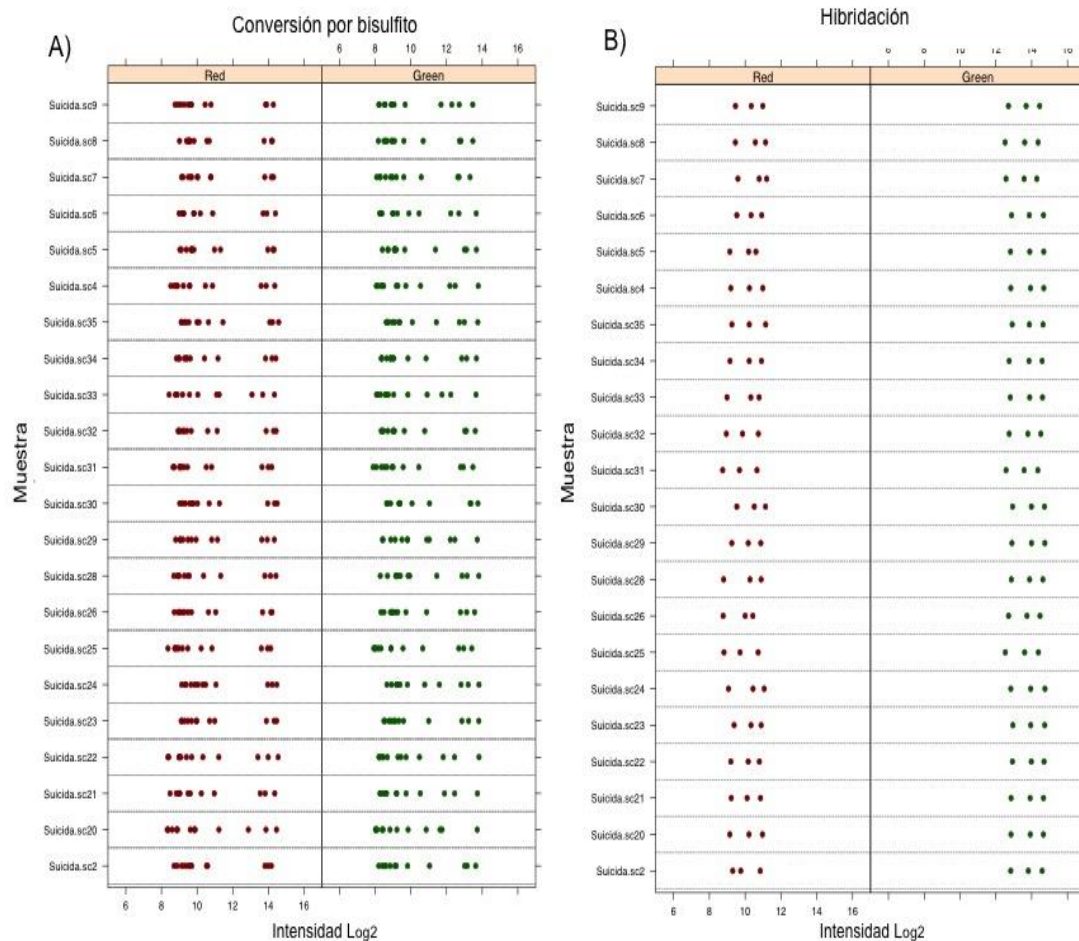 Conversión por bisulfito
A)
6 8 10 12 14 16
Red Green
Suicida.sc9
Suicida.sc8
Suicida.sc7
Suicida.sc6
Suicida.sc5
Suicida.sc4
Suicida.sc35
Suicida.sc34
Suicida.sc33
Suicida.sc32
Suicida.sc31
Suicida.sc30
Suicida.sc29
Suicida.sc28
Suicida.sc26
Suicida.sc25
Suicida.sc24
Suicida.sc23
Suicida.sc22
Suicida.sc21
Suicida.sc20
Suicida.sc2
Muestra
6 8 10 12 14 16
Intensidad Log2
Hibridación
B)
6 8 10 12 14 16
Red Green
Suicida.sc9
Suicida.sc8
Suicida.sc7
Suicida.sc6
Suicida.sc5
Suicida.sc4
Suicida.sc35
Suicida.sc34
Suicida.sc33
Suicida.sc32
Suicida.sc31
Suicida.sc30
Suicida.sc29
Suicida.sc28
Suicida.sc26
Suicida.sc25
Suicida.sc24
Suicida.sc23
Suicida.sc22
Suicida.sc21
Suicida.sc20
Suicida.sc2
Muestra
6 8 10 12 14 16
Intensidad Log2